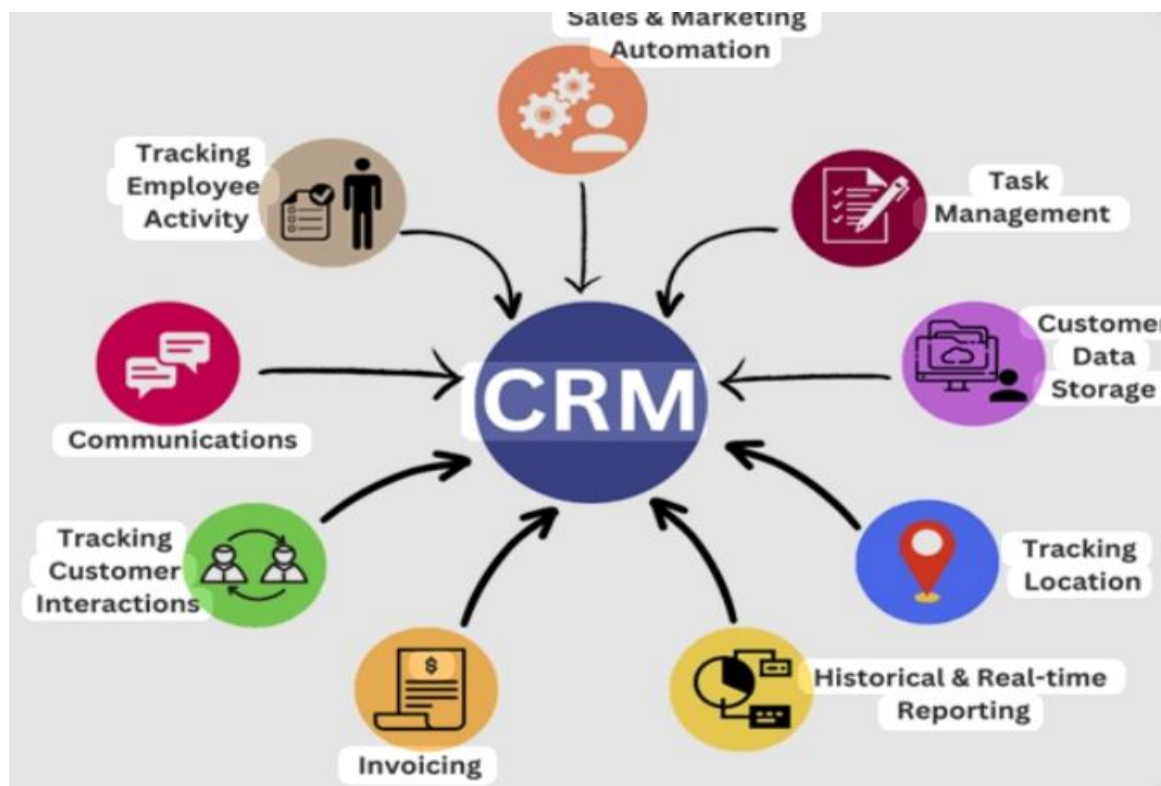 Sales & Marketing
Automation
Tracking
Employee
Activity
Task
Management
Customer
Data
Storage
Communications
CRM
Tracking
Customer
Interactions
Tracking
Location
$
Invoicing
Historical & Real-time
Reporting